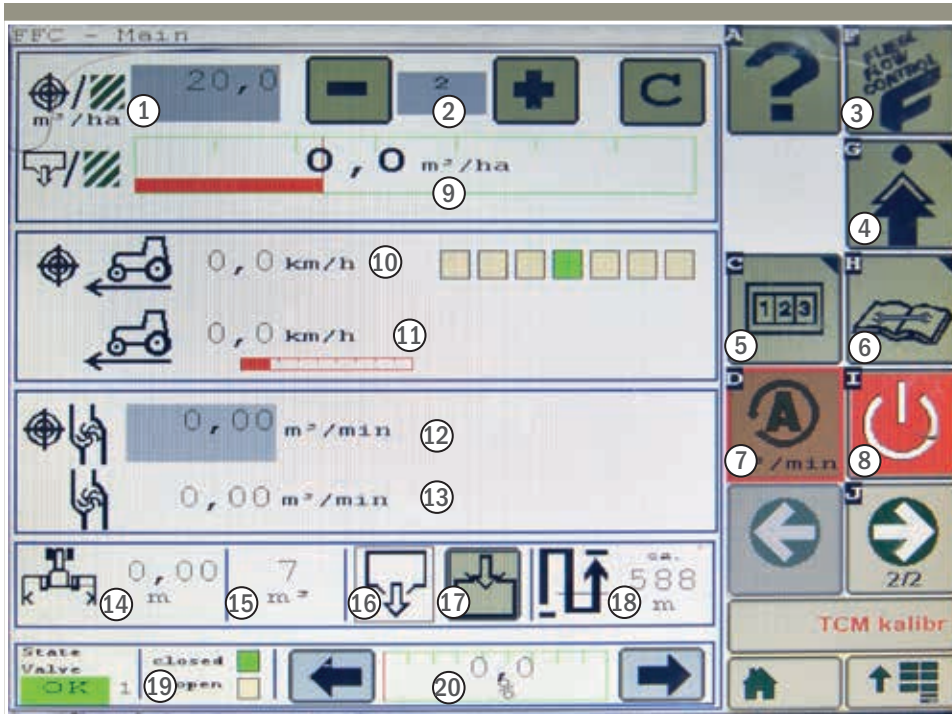 FFC - Main
m³/ha
1
20,0
2
2
C
?
FLIEGL
FLOW
CONTROL
3
0,0 m³/ha
9
4
0,0 km/h
10
0,0 km/h
11
123
5
6
0,00 m³/min
12
0,00 m³/min
13
A
m³/min
7
8
2/2
0,00
m
14
7
m³
15
16
17
ca.
588
m
18
TCM kalibr
State
Valve
OK
1
closed
open
19
0,0
20
A
F
G
C
H
D
I
J